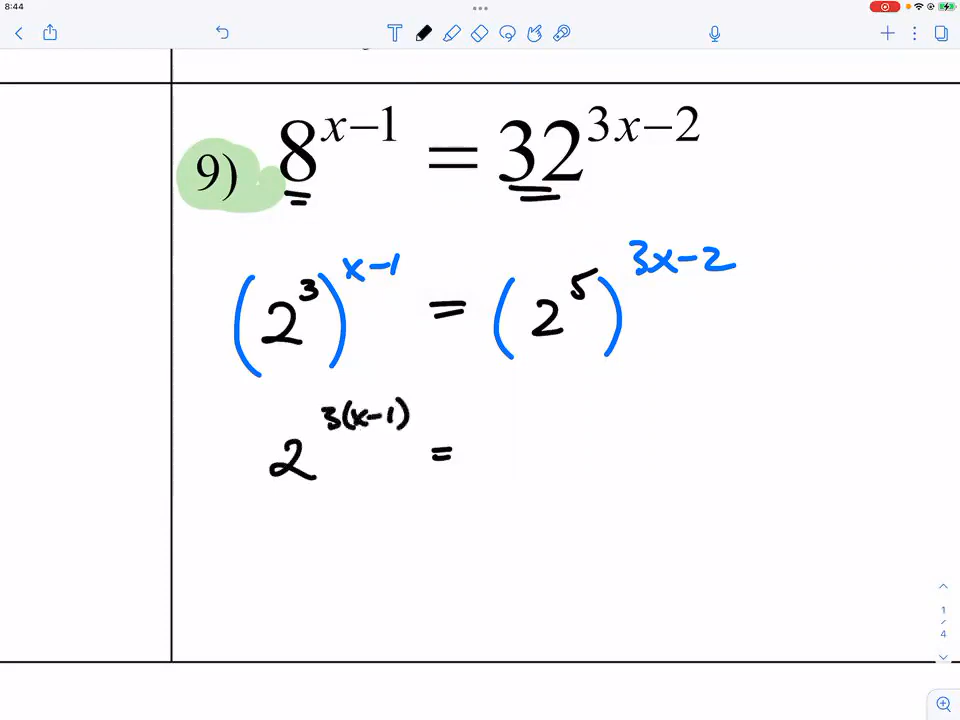 8:44
9) 8^{x−1} = 32^{3x−2}
(2^3)^{x−1} = (2^5)^{3x−2}
2^{3(x−1)} =
1
/
4